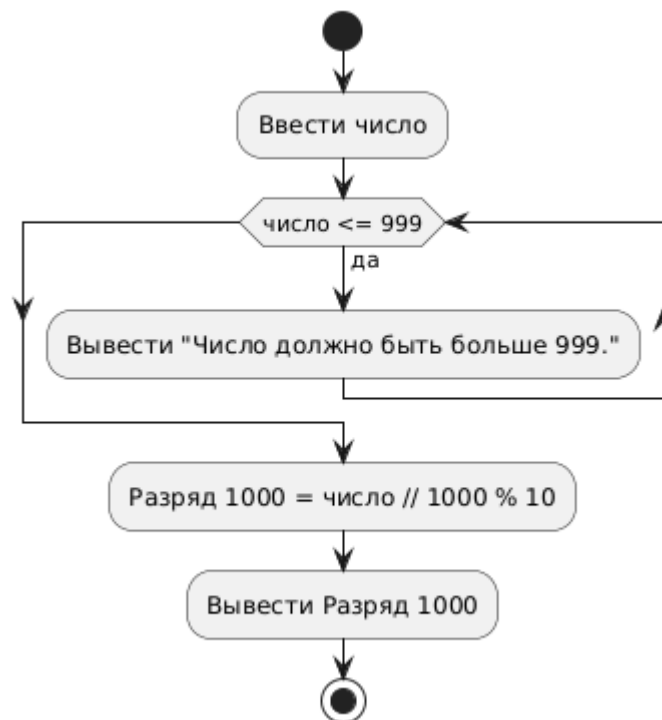 Ввести число
число <= 999
да
Вывести "Число должно быть больше 999."
Разряд 1000 = число // 1000 % 10
Вывести Разряд 1000